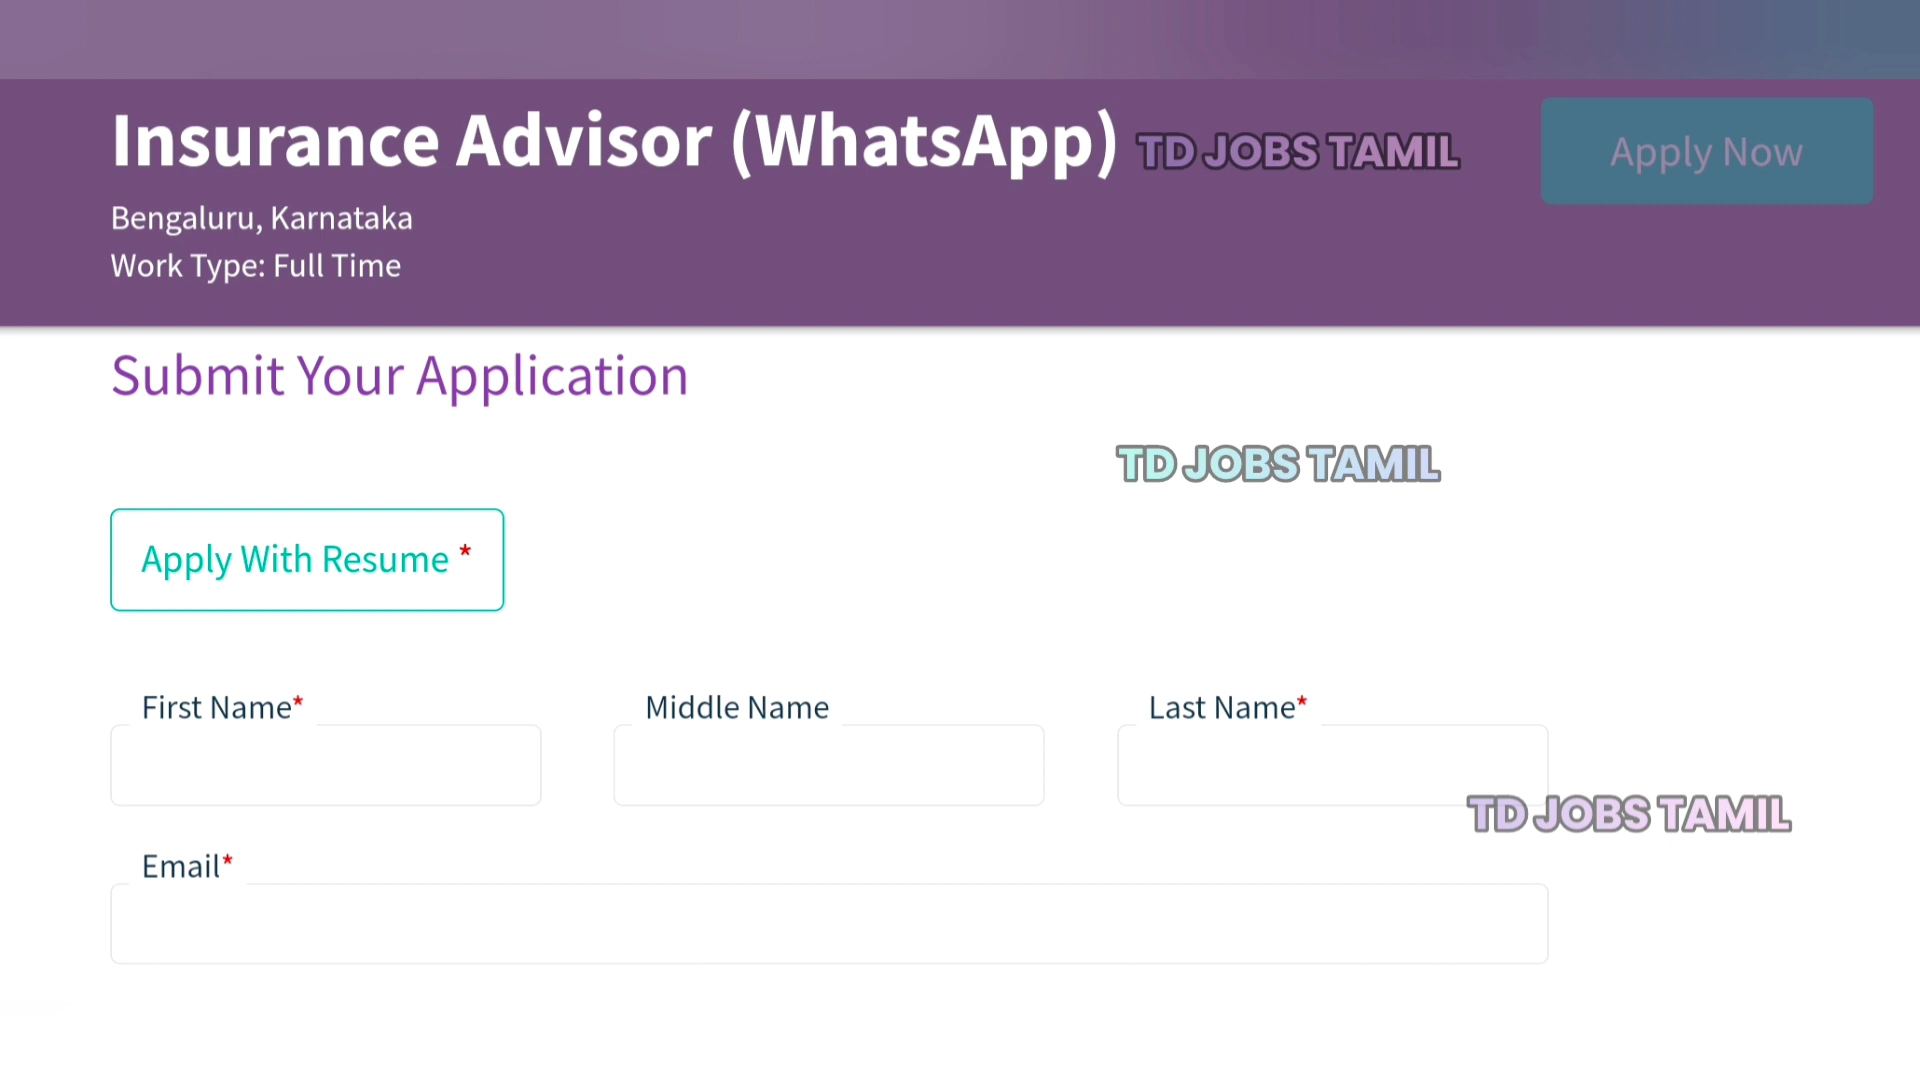 Insurance Advisor (WhatsApp)
TD JOBS TAMIL
Apply Now
Bengaluru, Karnataka
Work Type: Full Time
Submit Your Application
TD JOBS TAMIL
Apply With Resume *
First Name*
Middle Name
Last Name*
TD JOBS TAMIL
Email*